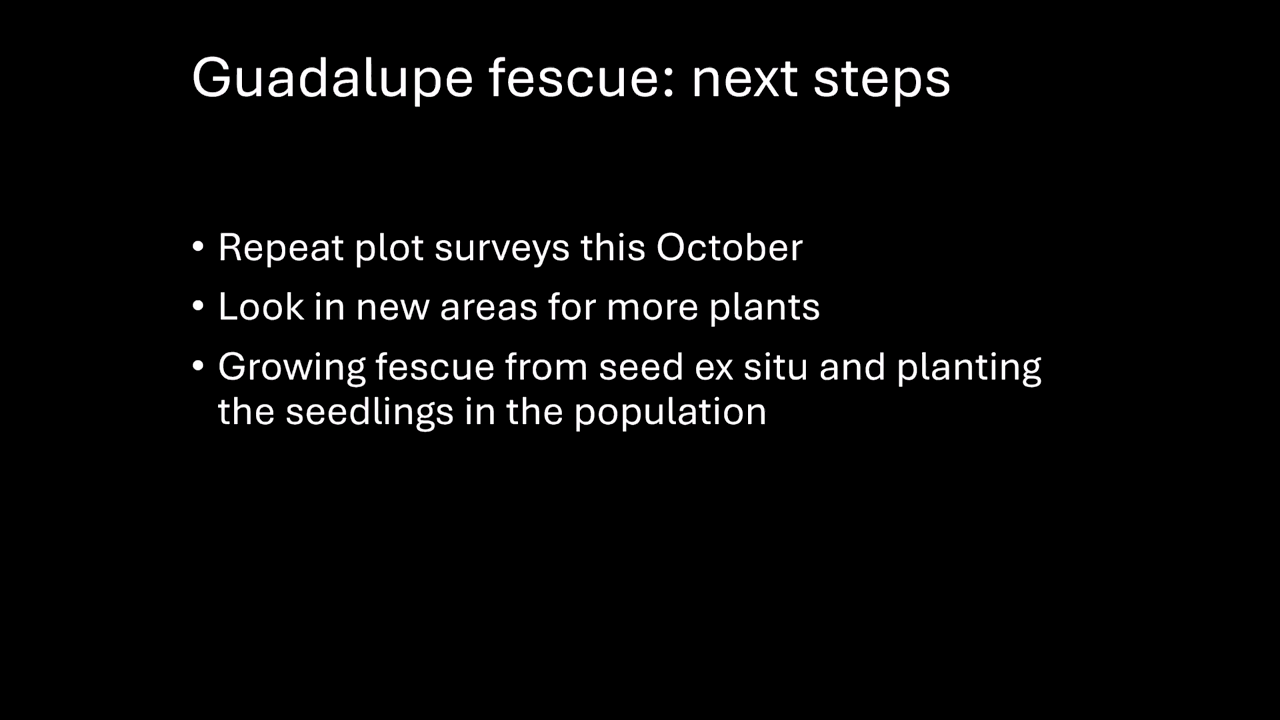 Guadalupe fescue: next steps
• Repeat plot surveys this October
• Look in new areas for more plants
• Growing fescue from seed ex situ and planting
the seedlings in the population